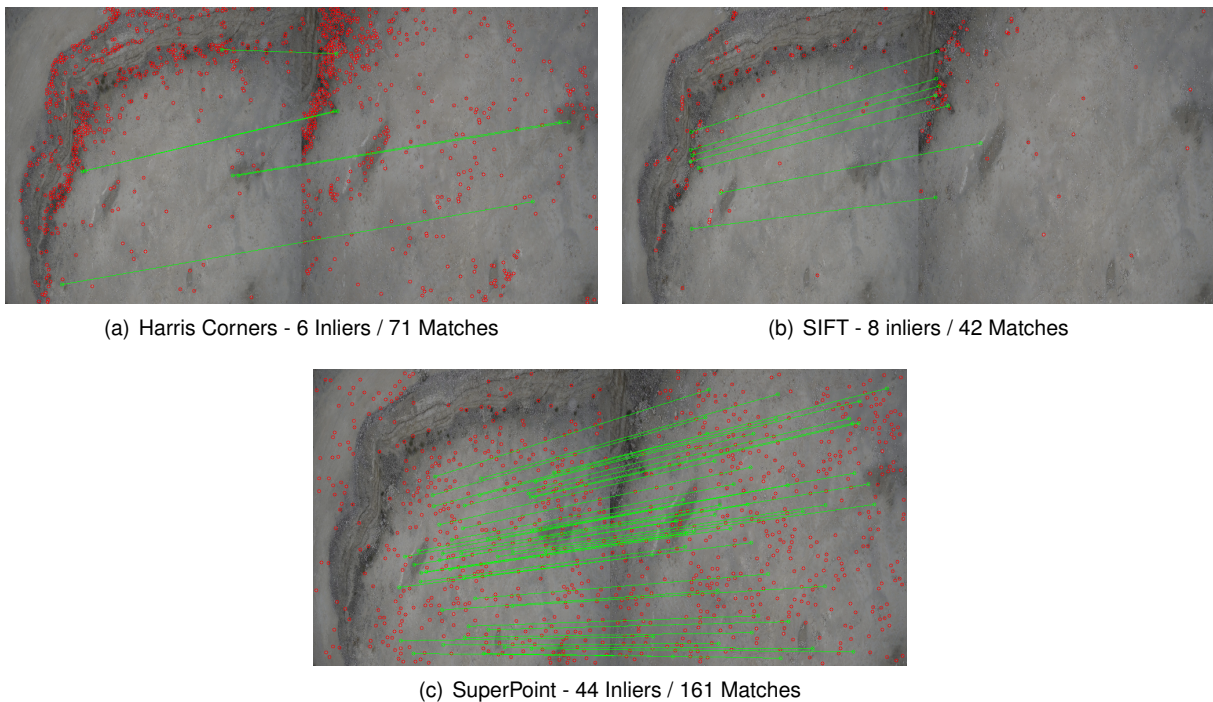 (a) Harris Corners - 6 Inliers / 71 Matches
(b) SIFT - 8 inliers / 42 Matches
(c) SuperPoint - 44 Inliers / 161 Matches